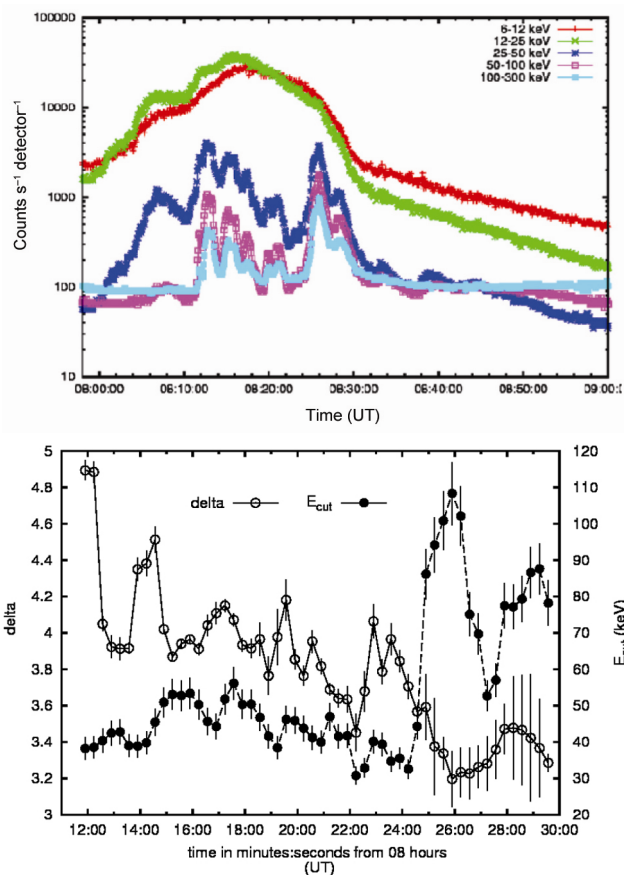 100000
10000
1000
100
10
Counts s⁻¹ detector⁻¹
6-12 keV
12-25 keV
25-50 keV
50-100 keV
100-300 keV
08:00:00 08:10:00 08:20:00 08:30:00 08:40:00 08:50:00 09:00:
Time (UT)
5
4.8
4.6
4.4
4.2
4
3.8
3.6
3.4
3.2
3
delta
delta E_cut
120
110
100
90
80
70
60
50
40
30
20
E_cut (keV)
12:00 14:00 16:00 18:00 20:00 22:00 24:00 26:00 28:00 30:00
time in minutes:seconds from 08 hours
(UT)